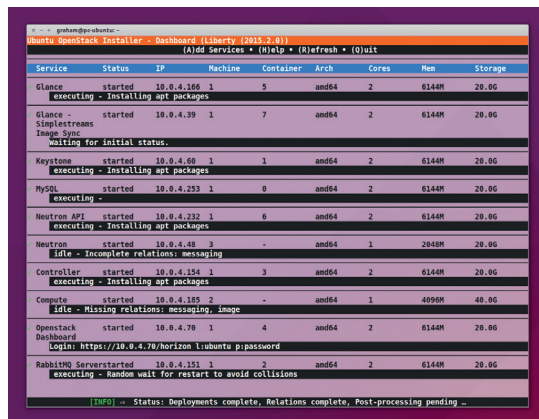 graham@pc-ubuntu: ~
Ubuntu OpenStack Installer - Dashboard (Liberty (2015.2.0))
(A)dd Services • (H)elp • (R)efresh • (Q)uit
Service Status IP Machine Container Arch Cores Mem Storage
Glance started 10.0.4.166 1 5 amd64 2 6144M 20.0G
executing - Installing apt packages
Glance - started 10.0.4.39 1 7 amd64 2 6144M 20.0G
Simplestreams
Image Sync
Waiting for initial status.
Keystone started 10.0.4.60 1 1 amd64 2 6144M 20.0G
executing - Installing apt packages
MySQL started 10.0.4.253 1 0 amd64 2 6144M 20.0G
executing -
Neutron API started 10.0.4.232 1 6 amd64 2 6144M 20.0G
executing - Installing apt packages
Neutron started 10.0.4.48 3 - amd64 1 2048M 20.0G
idle - Incomplete relations: messaging
Controller started 10.0.4.154 1 3 amd64 2 6144M 20.0G
executing - Installing apt packages
Compute started 10.0.4.185 2 - amd64 1 4096M 40.0G
idle - Missing relations: messaging, image
Openstack started 10.0.4.70 1 4 amd64 2 6144M 20.0G
Dashboard
Login: https://10.0.4.70/horizon l:ubuntu p:password
RabbitMQ Serverstarted 10.0.4.151 1 2 amd64 2 6144M 20.0G
executing - Random wait for restart to avoid collisions
[INFO] ⇒ Status: Deployments complete, Relations complete, Post-processing pending …